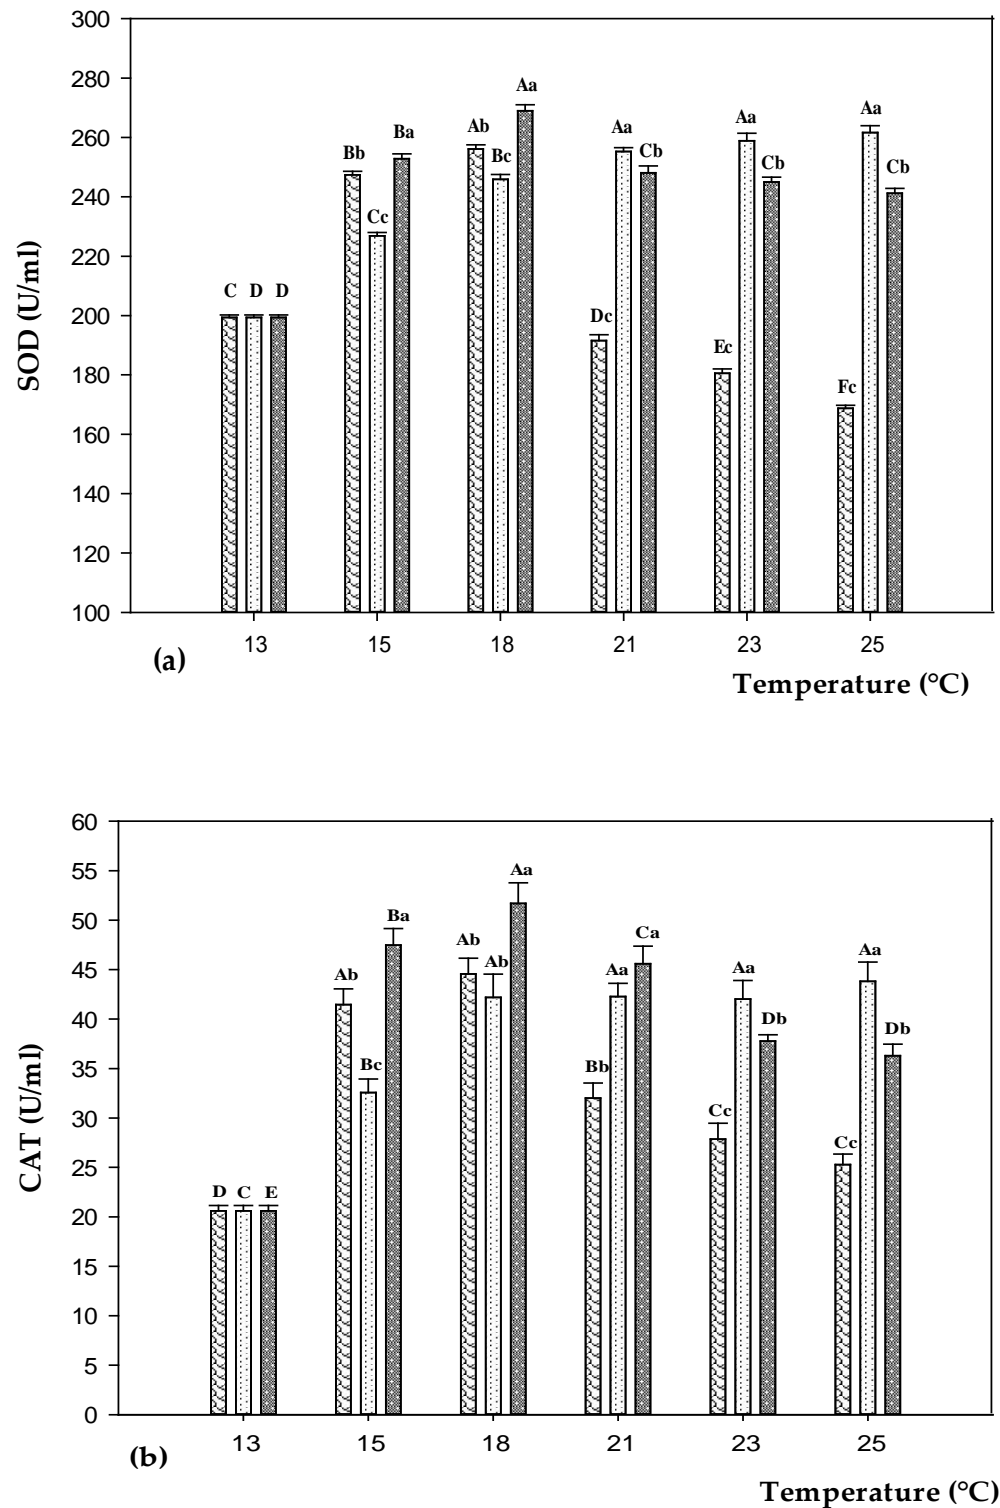 300
280
260
240
220
200
180
160
140
120
100
SOD (U/ml)
C D D
Bb Cc Ba
Ab Bc Aa
Dc Aa Cb
Ec Aa Cb
Fc Aa Cb
13 15 18 21 23 25
(a)
Temperature (°C)
60
55
50
45
40
35
30
25
20
15
10
5
0
CAT (U/ml)
D C E
Ab Bc Ba
Ab Ab Aa
Bb Aa Ca
Cc Aa Db
Cc Aa Db
13 15 18 21 23 25
(b)
Temperature (°C)